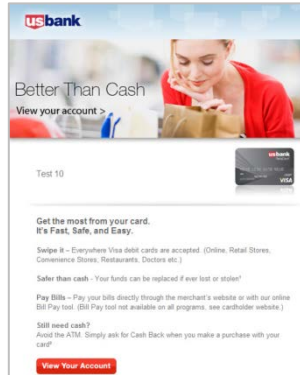 usbank
Better Than Cash
View your account >
usbank
VISA
Test 10
Get the most from your card.
It's Fast, Safe, and Easy.
Swipe it – Everywhere Visa debit cards are accepted. (Online, Retail Stores,
Convenience Stores, Restaurants, Doctors etc.)
Safer than cash - Your funds can be replaced if ever lost or stolen¹
Pay Bills – Pay your bills directly through the merchant's website or with our online
Bill Pay tool. (Bill Pay tool not available on all programs, see cardholder website.)
Still need cash?
Avoid the ATM. Simply ask for Cash Back when you make a purchase with your
card²
View Your Account